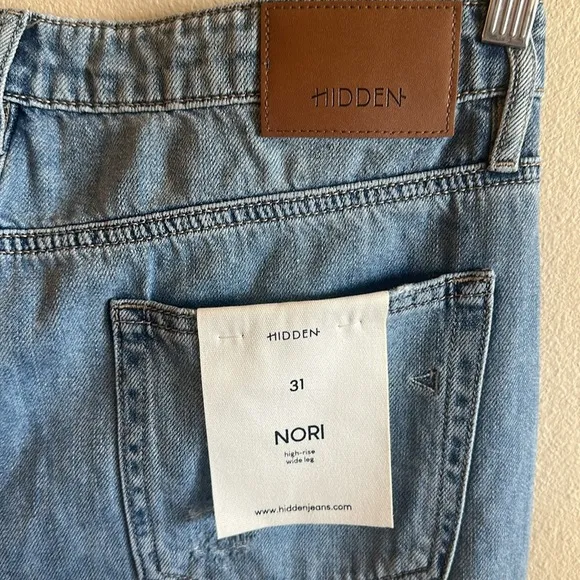 HIDDEN
HIDDEN
31
NORI
high-rise
wide leg
www.hiddenjeans.com